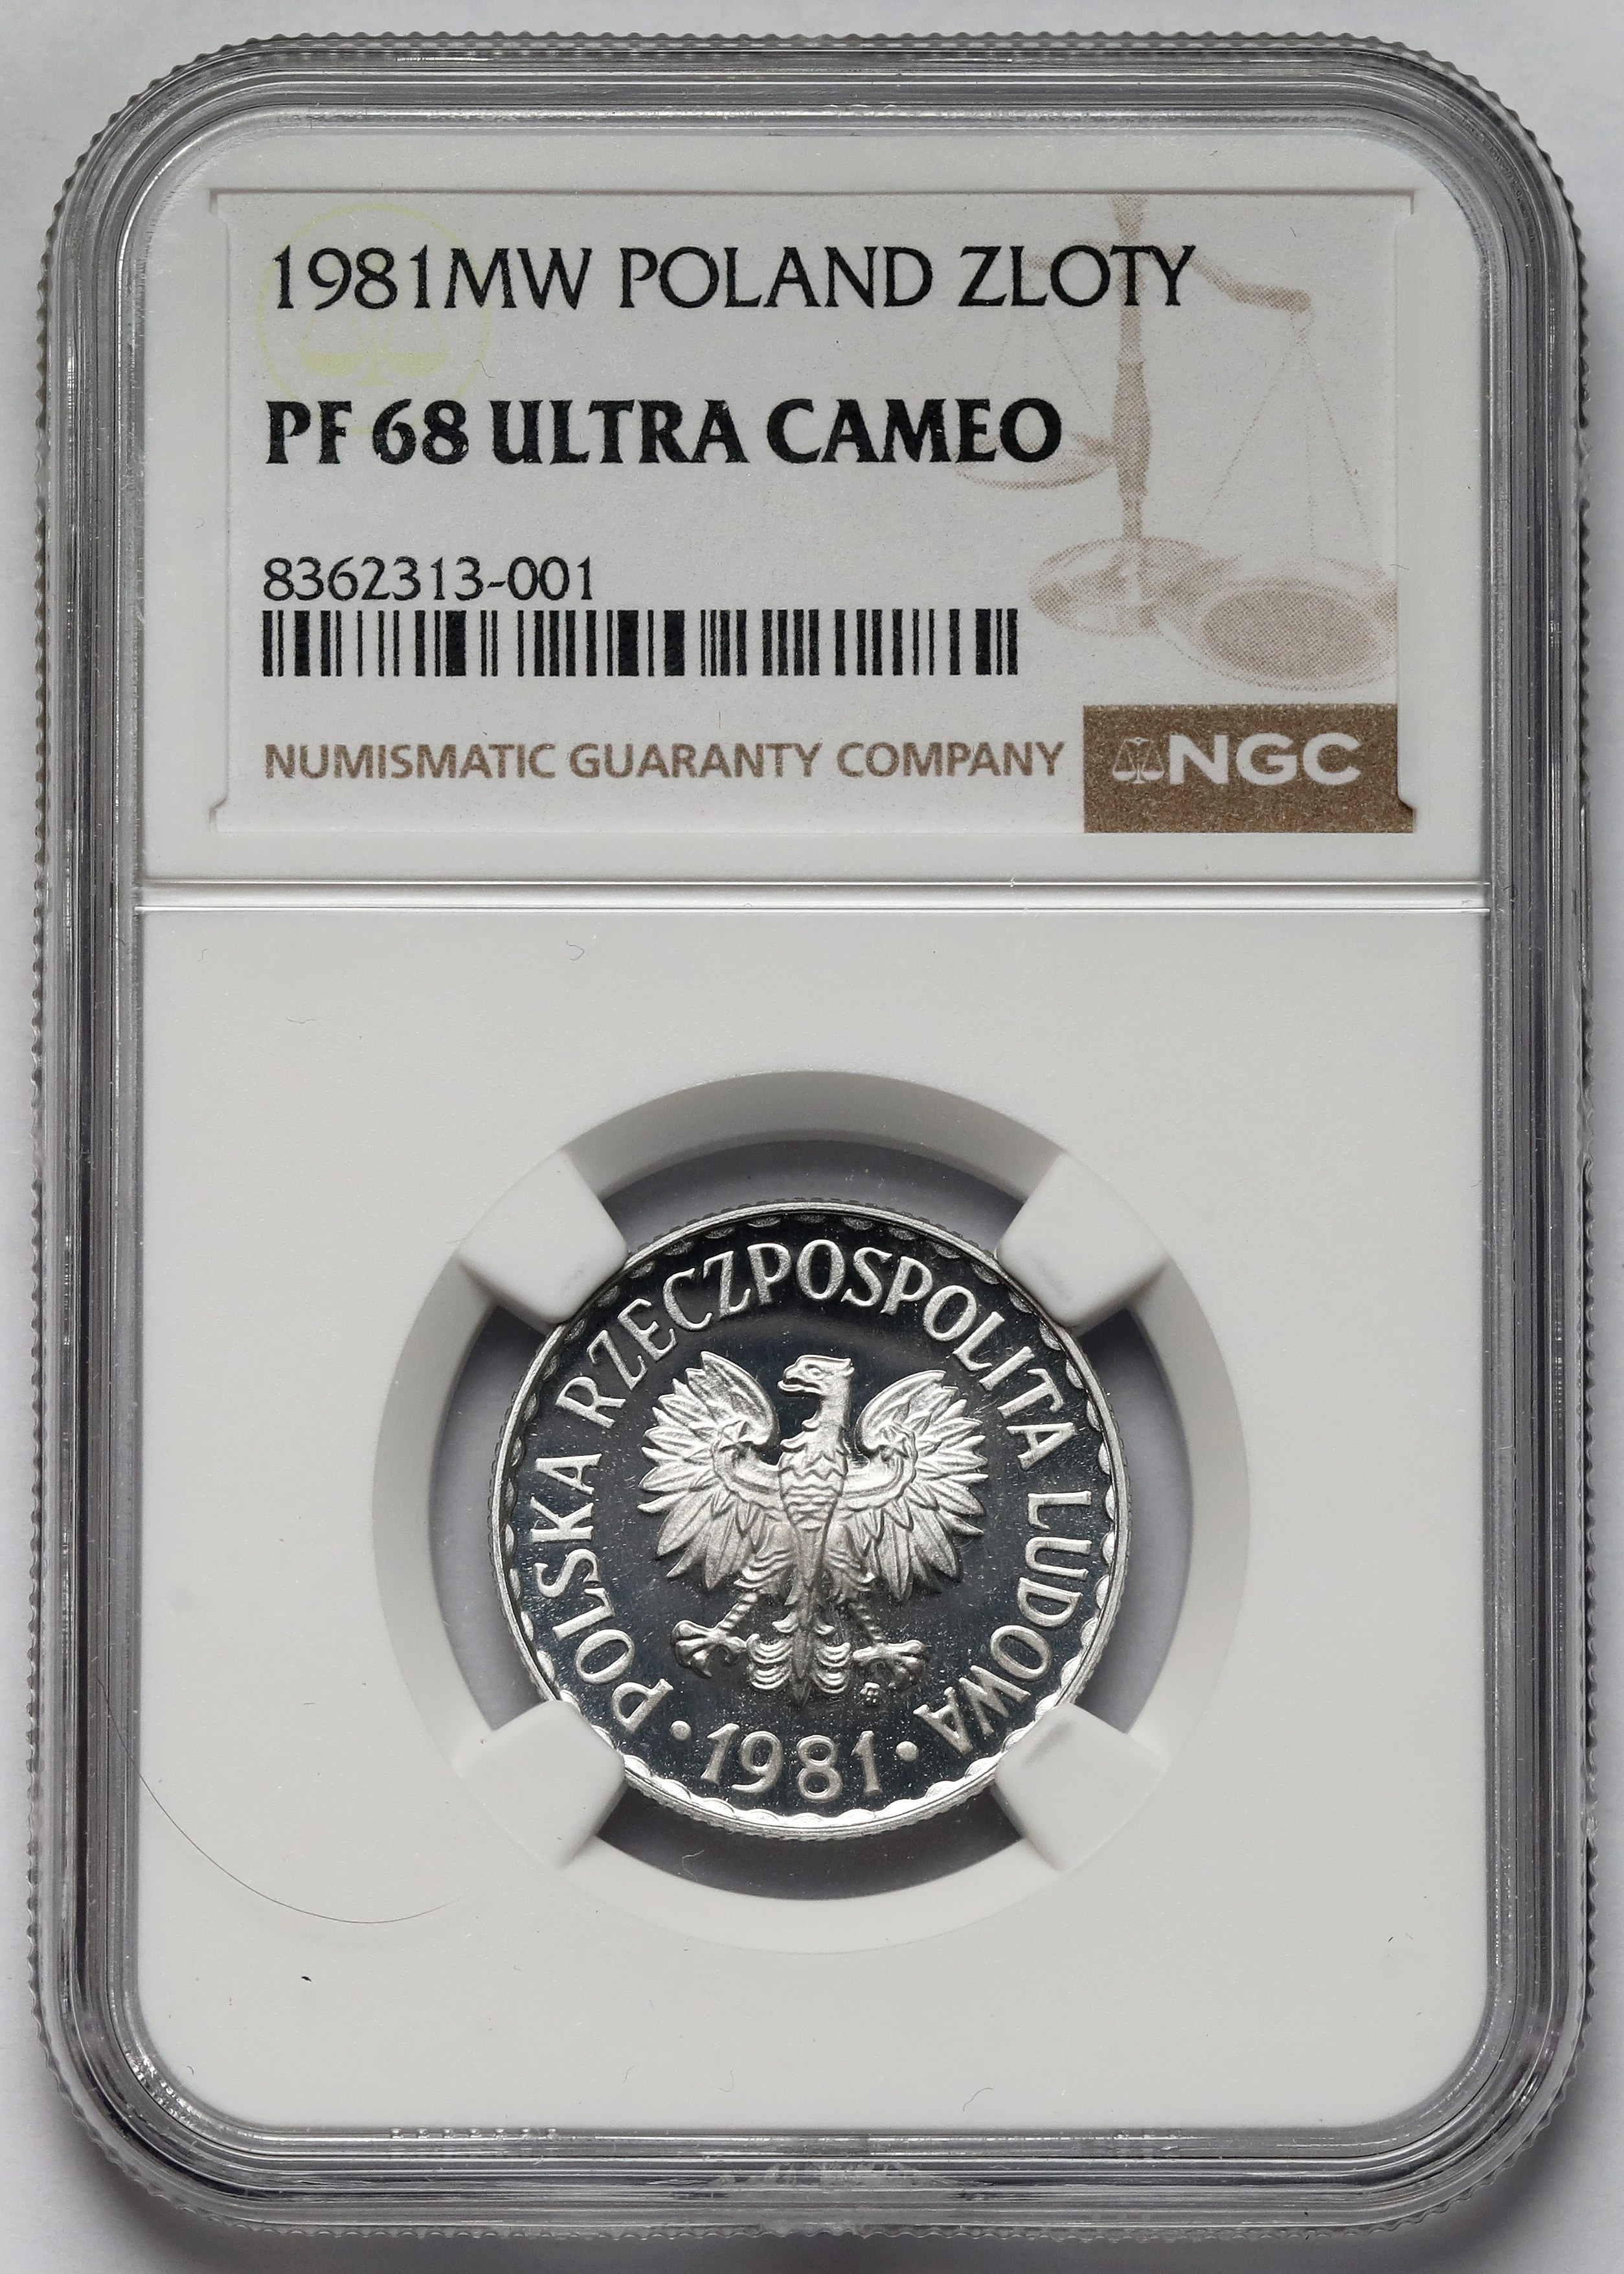 1981MW POLAND ZLOTY
PF 68 ULTRA CAMEO
8362313-001
NUMISMATIC GUARANTY COMPANY
NGC
POLSKA RZECZPOSPOLITA LUDOWA
• 1981 •